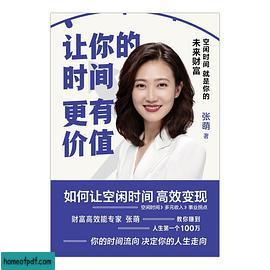 让你的
时间
更有
价值
空闲时间 就是你的
未来财富
张萌 著
如何让空闲时间 高效变现
空闲时间》多元收入》事业拐点
财富高效能专家 张萌 教你赚到
人生第一个100万
你的时间流向 决定你的人生走向
homeofpdf.com